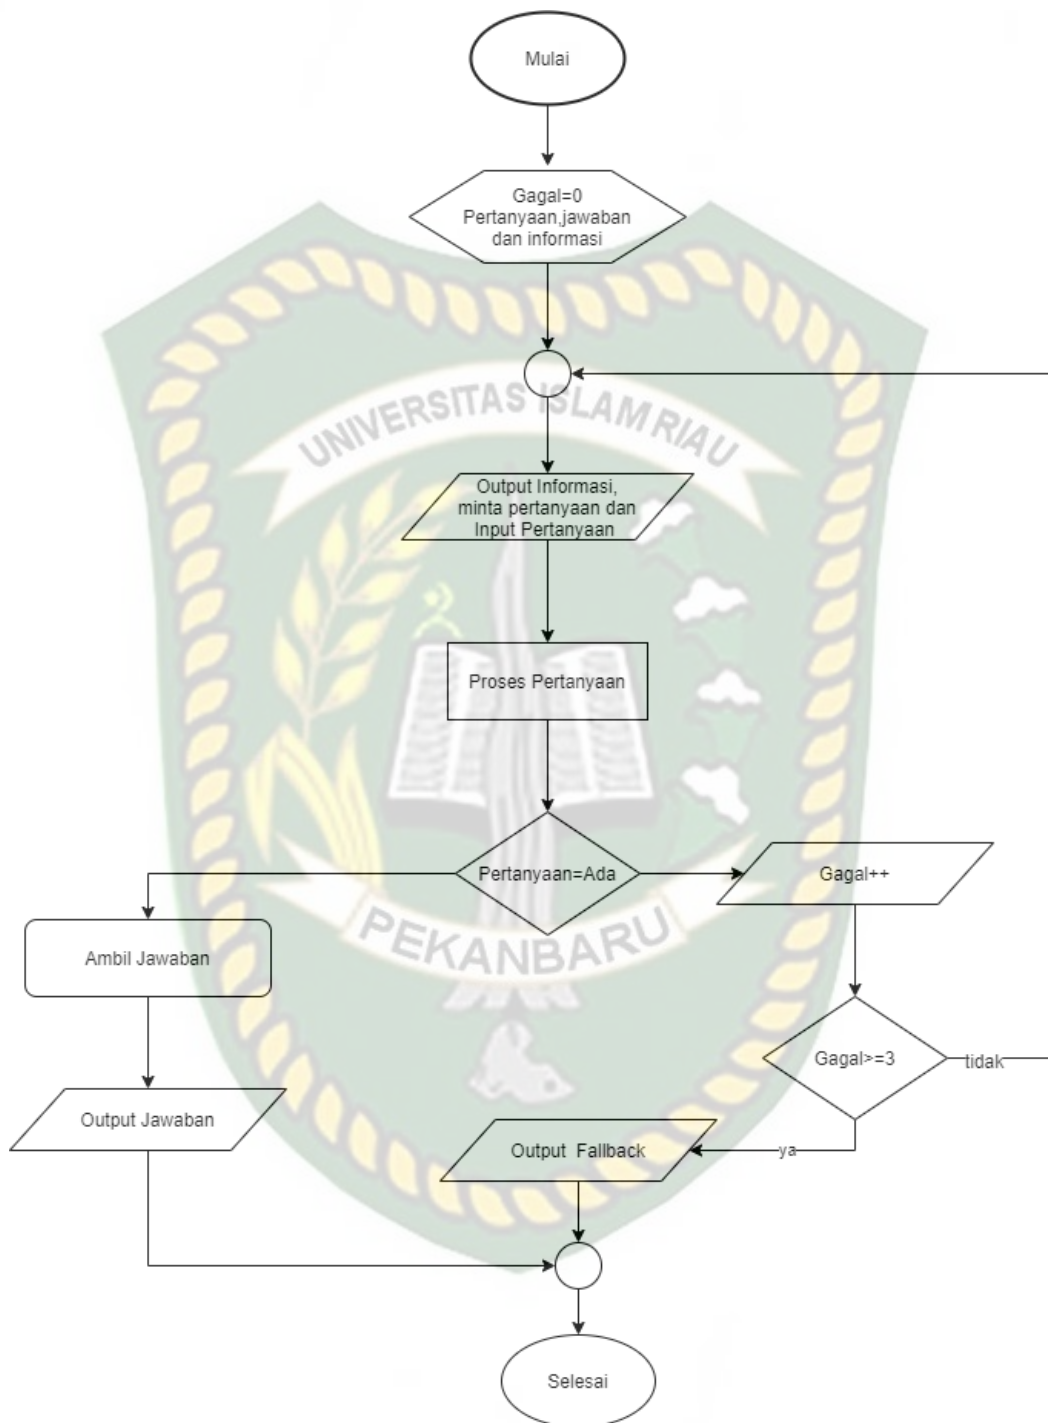 Mulai
Gagal=0
Pertanyaan,jawaban
dan informasi
UNIVERSITAS ISLAM RIAU
Output Informasi,
minta pertanyaan dan
Input Pertanyaan
Proses Pertanyaan
Pertanyaan=Ada
Gagal++
PEKANBARU
Ambil Jawaban
Gagal>=3
tidak
Output Jawaban
Output Fallback
ya
Selesai